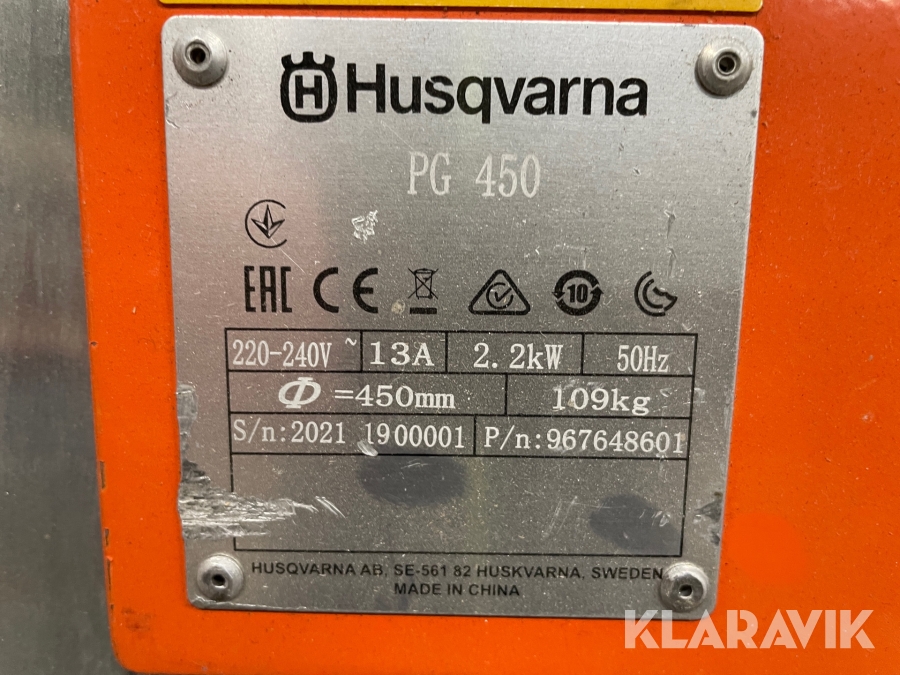 Husqvarna
PG 450
EAC CE 10
220-240V ~ 13A 2.2kW 50Hz
Φ =450mm 109kg
S/n:2021 1900001 P/n:967648601
HUSQVARNA AB, SE-561 82 HUSKVARNA, SWEDEN
MADE IN CHINA
KLARAVIK